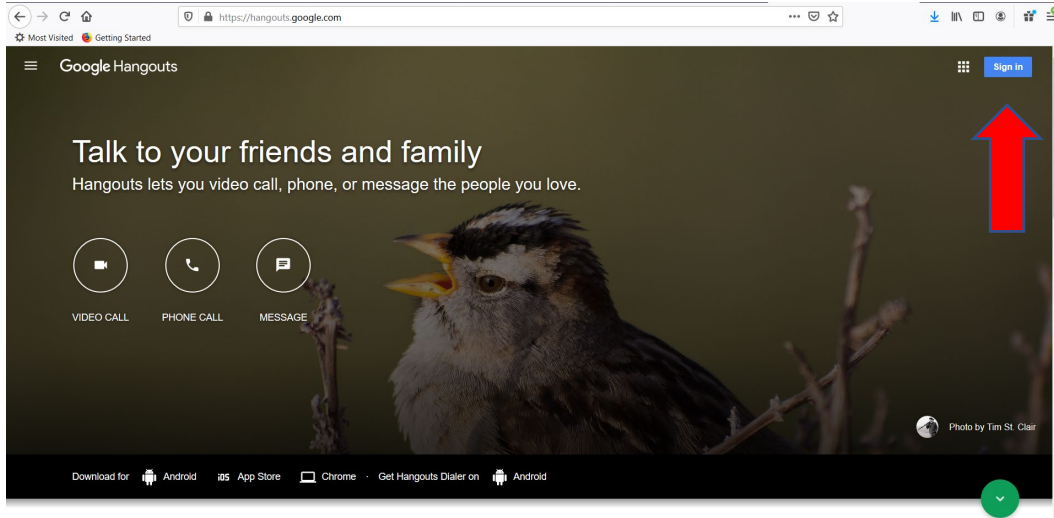 https://hangouts.google.com
Most Visited Getting Started
Google Hangouts Sign in
Talk to your friends and family
Hangouts lets you video call, phone, or message the people you love.
VIDEO CALL PHONE CALL MESSAGE
Photo by Tim St. Clair
Download for Android iOS App Store Chrome · Get Hangouts Dialer on Android